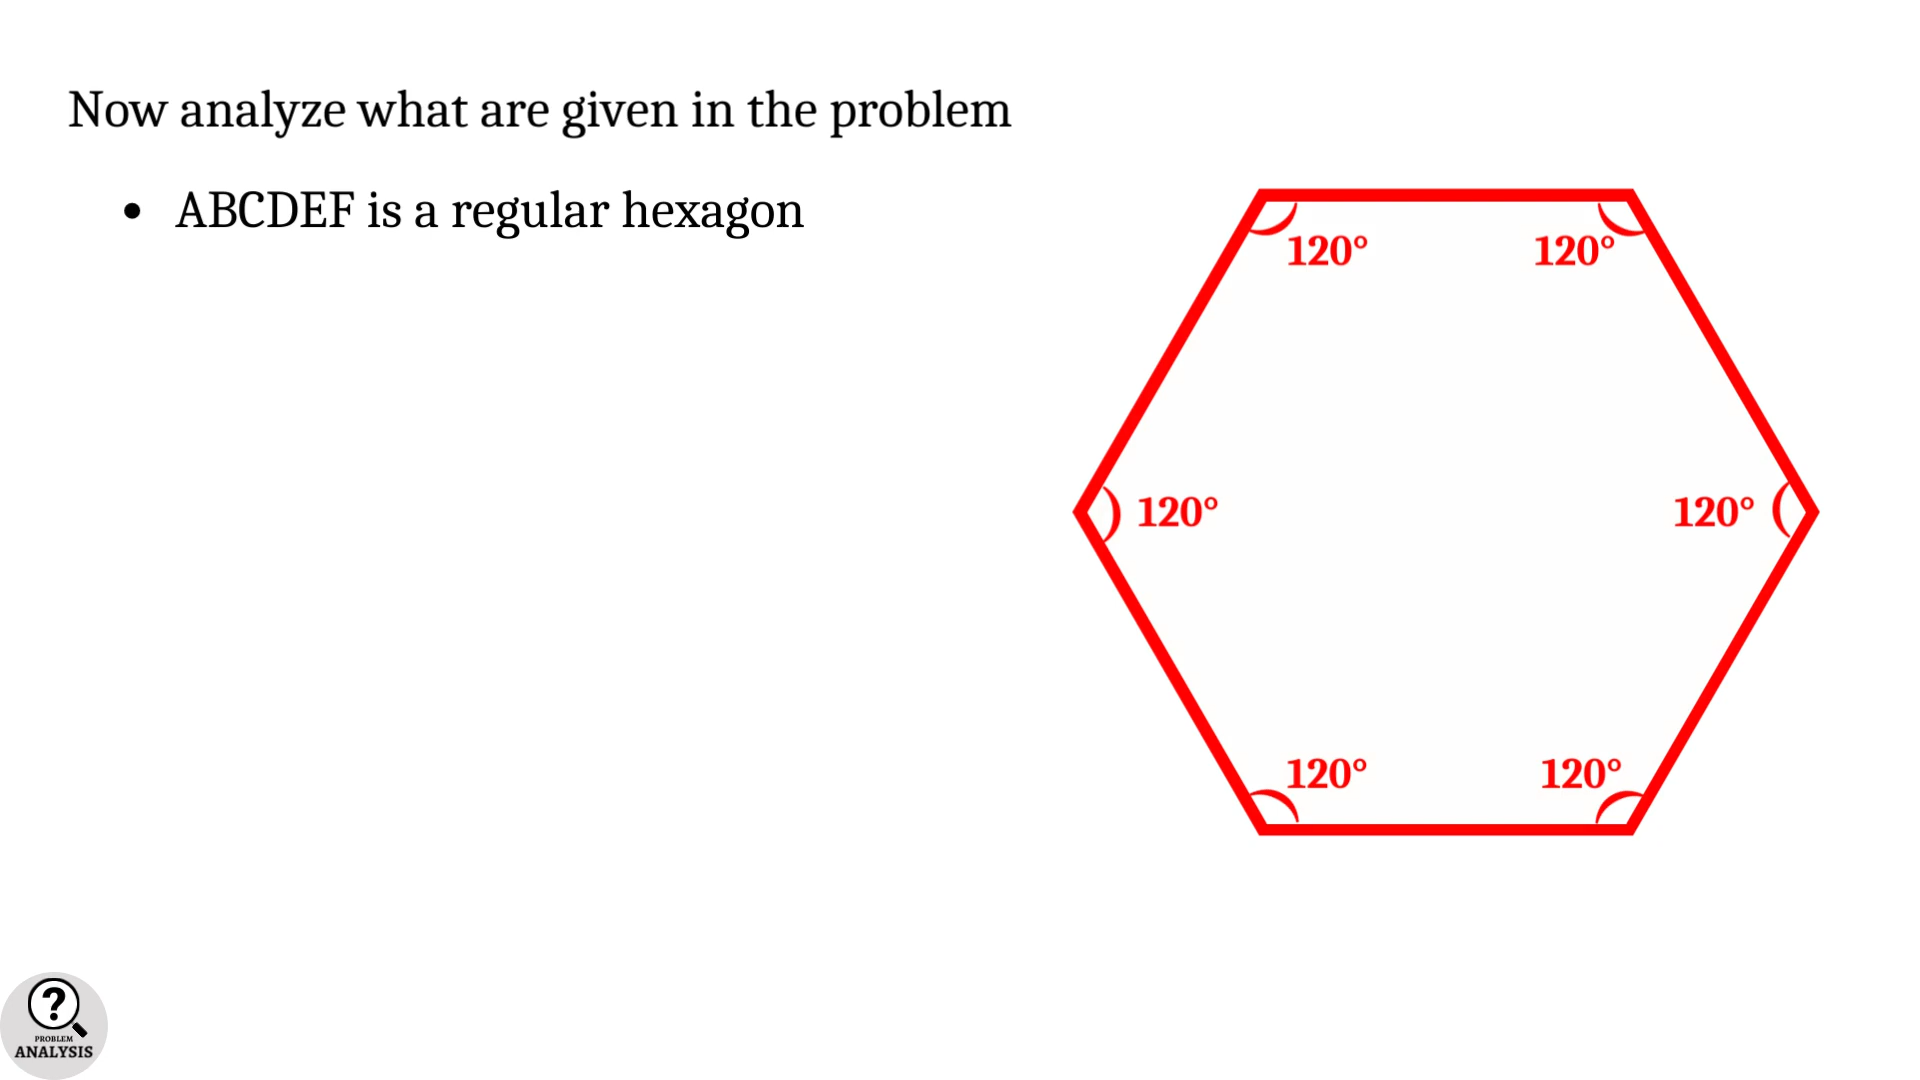 Now analyze what are given in the problem
• ABCDEF is a regular hexagon
120°
120°
120°
120°
120°
120°
?
PROBLEM
ANALYSIS